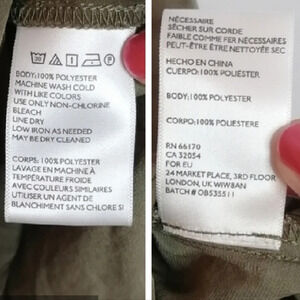 30
BODY:100% POLYESTER
MACHINE WASH COLD
WITH LIKE COLORS
USE ONLY NON-CHLORINE
BLEACH
LINE DRY
LOW IRON AS NEEDED
MAY BE DRY CLEANED
CORPS: 100% POLYESTER
LAVAGE EN MACHINE À
TEMPÉRATURE FROIDE
AVEC COULEURS SIMILAIRES
UTILISER UN AGENT DE
BLANCHIMENT SANS CHLORE SI
NÉCESSAIRE
SÉCHER SUR CORDE
FAIBLE COMME FER NÉCESSAIRES
PEUT-ÊTRE ÊTRE NETTOYÉE SEC
HECHO EN CHINA
CUERPO:100% POLIÉSTER
BODY:100% POLYESTER
CORPO:100% POLIESTERE
RN 66170
CA 32054
FOR EU
24 MARKET PLACE, 3RD FLOOR
LONDON, UK W1W8AN
BATCH # OB535511